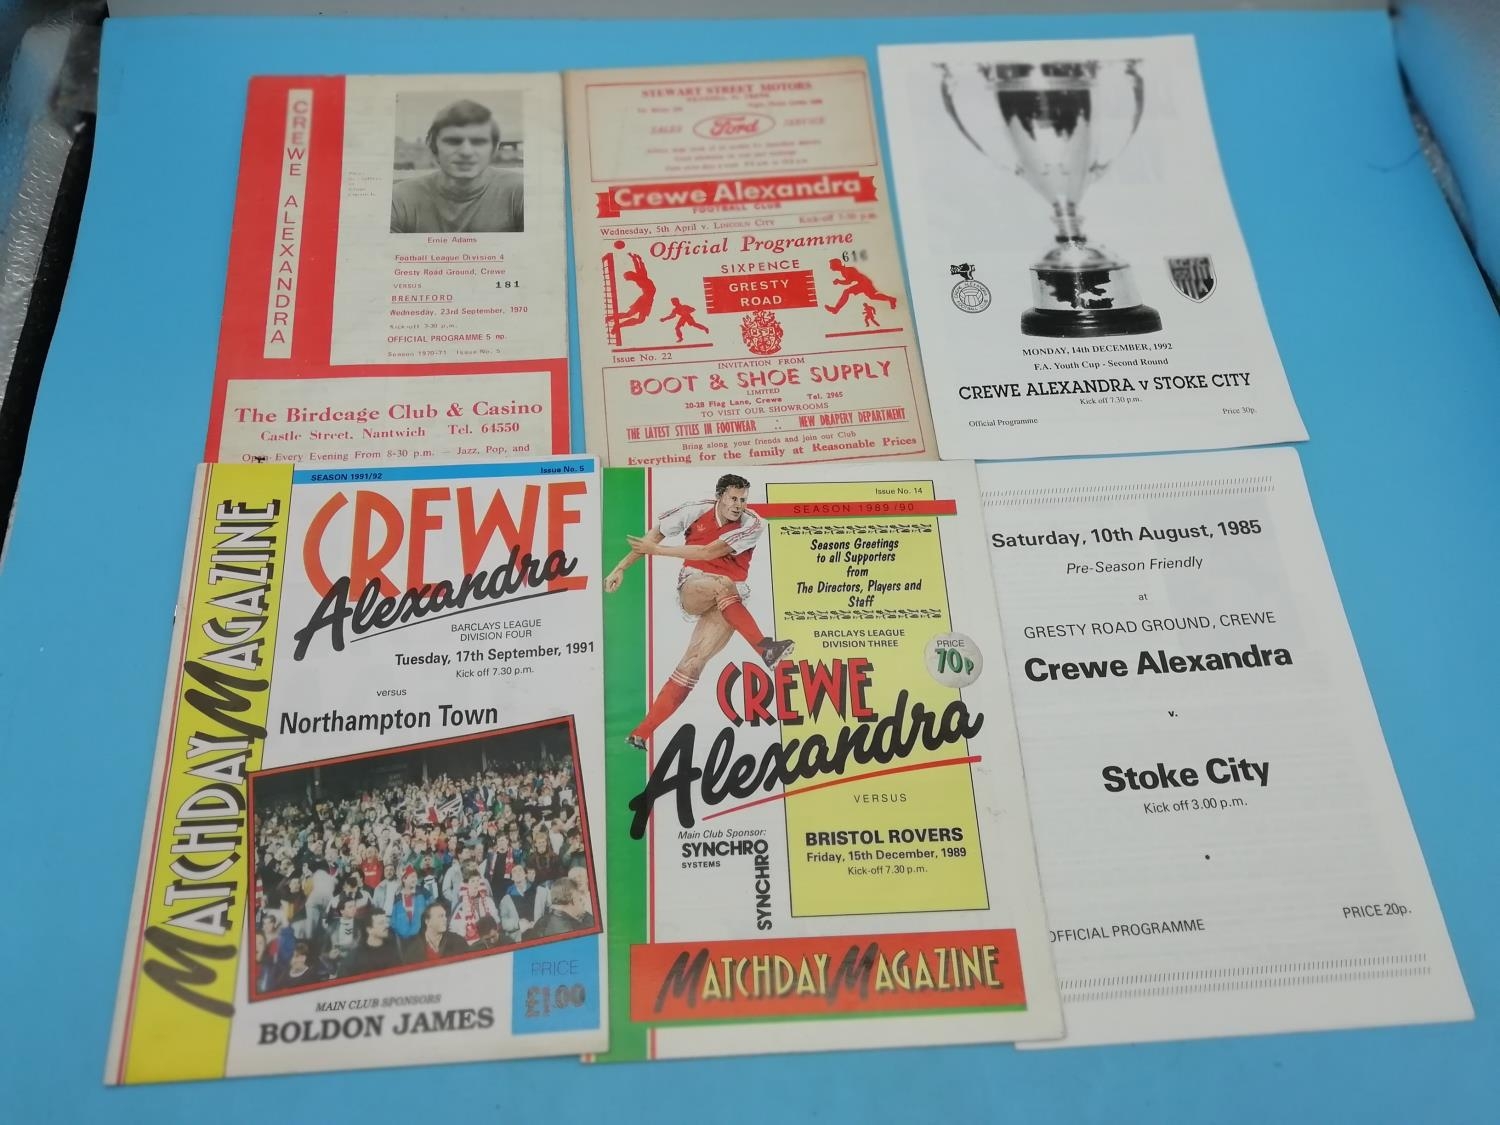 CREWE ALEXANDRA
Ernie Adams
Football League Division 4
Gresty Road Ground, Crewe
VERSUS 181
BRENTFORD
Wednesday, 23rd September, 1970
Kick-off 7-30 p.m.
OFFICIAL PROGRAMME 5 np.
Season 1970-71 Issue No. 5
The Birdcage Club & Casino
Castle Street, Nantwich Tel. 64550
Open Every Evening From 8-30 p.m. — Jazz, Pop, and
STEWART STREET MOTORS
SALES Ford SERVICE
Crewe Alexandra
FOOTBALL CLUB
Wednesday, 5th April v. LINCOLN CITY Kick-off 7-30 p.m.
Official Programme
616
SIXPENCE
GRESTY
ROAD
Issue No. 22
INVITATION FROM
BOOT & SHOE SUPPLY
LIMITED
20-28 Flag Lane, Crewe Tel. 2965
TO VISIT OUR SHOWROOMS
THE LATEST STYLES IN FOOTWEAR :: NEW DRAPERY DEPARTMENT
Bring along your friends and join our Club
Everything for the family at Reasonable Prices
MONDAY, 14th DECEMBER, 1992
F.A. Youth Cup - Second Round
CREWE ALEXANDRA v STOKE CITY
Kick off 7.30 p.m.
Official Programme Price 30p.
SEASON 1991/92 Issue No. 5
MATCHDAY MAGAZINE
CREWE
Alexandra
BARCLAYS LEAGUE
DIVISION FOUR
Tuesday, 17th September, 1991
Kick off 7.30 p.m.
versus
Northampton Town
PRICE
£1.00
MAIN CLUB SPONSORS
BOLDON JAMES
Issue No. 14
SEASON 1989/90
Seasons Greetings
to all Supporters
from
The Directors, Players and
Staff
BARCLAYS LEAGUE
DIVISION THREE
PRICE
70p
CREWE
Alexandra
VERSUS
BRISTOL ROVERS
Friday, 15th December, 1989
Kick-off 7.30 p.m.
Main Club Sponsor:
SYNCHRO
SYSTEMS
SYNCHRO
MATCHDAY MAGAZINE
Saturday, 10th August, 1985
Pre-Season Friendly
at
GRESTY ROAD GROUND, CREWE
Crewe Alexandra
v.
Stoke City
Kick off 3.00 p.m.
OFFICIAL PROGRAMME PRICE 20p.